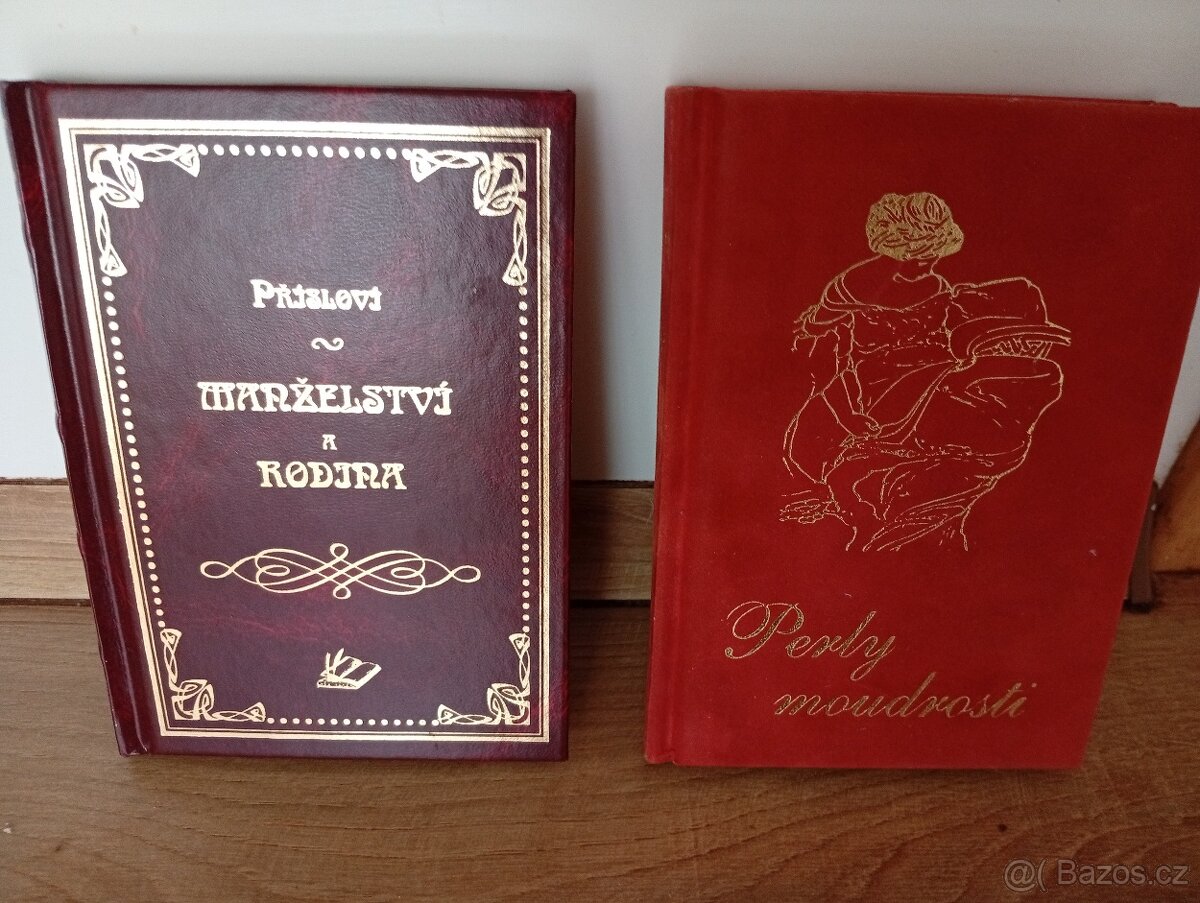 Přísloví
~
MANŽELSTVÍ
A
RODINA
Perly
moudrosti
@( Bazos.cz